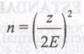 n = (z / 2E)²